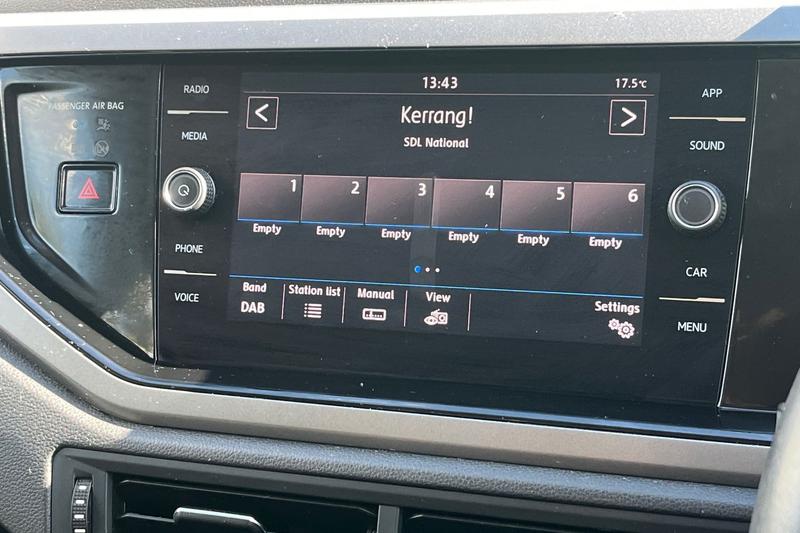 PASSENGER AIR BAG
RADIO
MEDIA
PHONE
VOICE
13:43
17.5°C
Kerrang!
SDL National
1
2
3
4
5
6
Empty
Empty
Empty
Empty
Empty
Empty
Band
DAB
Station list
Manual
View
Settings
APP
SOUND
CAR
MENU